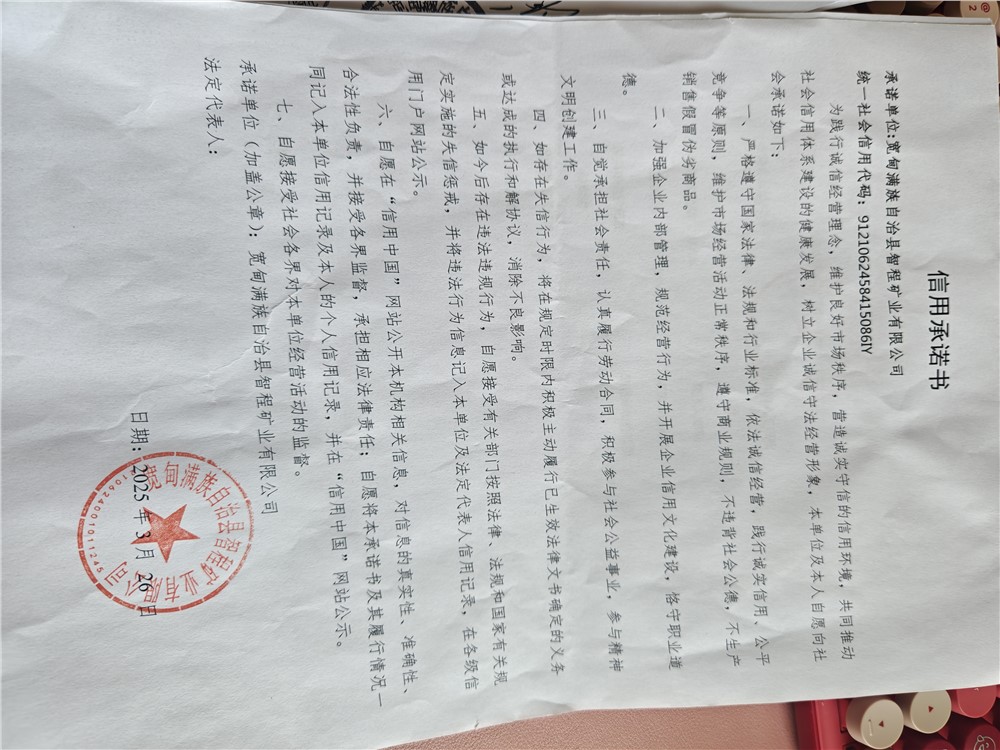 信用承诺书
承诺单位:宽甸满族自治县智程矿业有限公司
统一社会信用代码：91210624584150861Y
为践行诚信经营理念，维护良好市场秩序，营造诚实守信的信用环境，共同推动
社会信用体系建设的健康发展，树立企业诚信守法经营形象，本单位及本人自愿向社
会承诺如下：
一、严格遵守国家法律、法规和行业标准，依法诚信经营，践行诚实信用、公平
竞争等原则，维护市场经营活动正常秩序，遵守商业规则，不违背社会公德，不生产
销售假冒伪劣商品。
二、加强企业内部管理，规范经营行为，并开展企业信用文化建设，恪守职业道
德。
三、自觉承担社会责任，认真履行劳动合同，积极参与社会公益事业，参与精神
文明创建工作。
四、如存在失信行为，将在规定时限内积极主动履行已生效法律文书确定的义务
或达成的执行和解协议，消除不良影响。
五、如今后存在违法违规行为，自愿接受有关部门按照法律、法规和国家有关规
定实施的失信惩戒，并将违法行为信息记入本单位及法定代表人信用记录，在各级信
用门户网站公示。
六、自愿在“信用中国”网站公开本机构相关信息，对信息的真实性、准确性、
合法性负责，并接受各界监督，承担相应法律责任；自愿将本承诺书及其履行情况一
同记入本单位信用记录及本人的个人信用记录，并在“信用中国”网站公示。
七、自愿接受社会各界对本单位经营活动的监督。
承诺单位（加盖公章）：宽甸满族自治县智程矿业有限公司
法定代表人：
日期：2025 年 3 月 26 日
宽甸满族自治县智程矿业有限公司